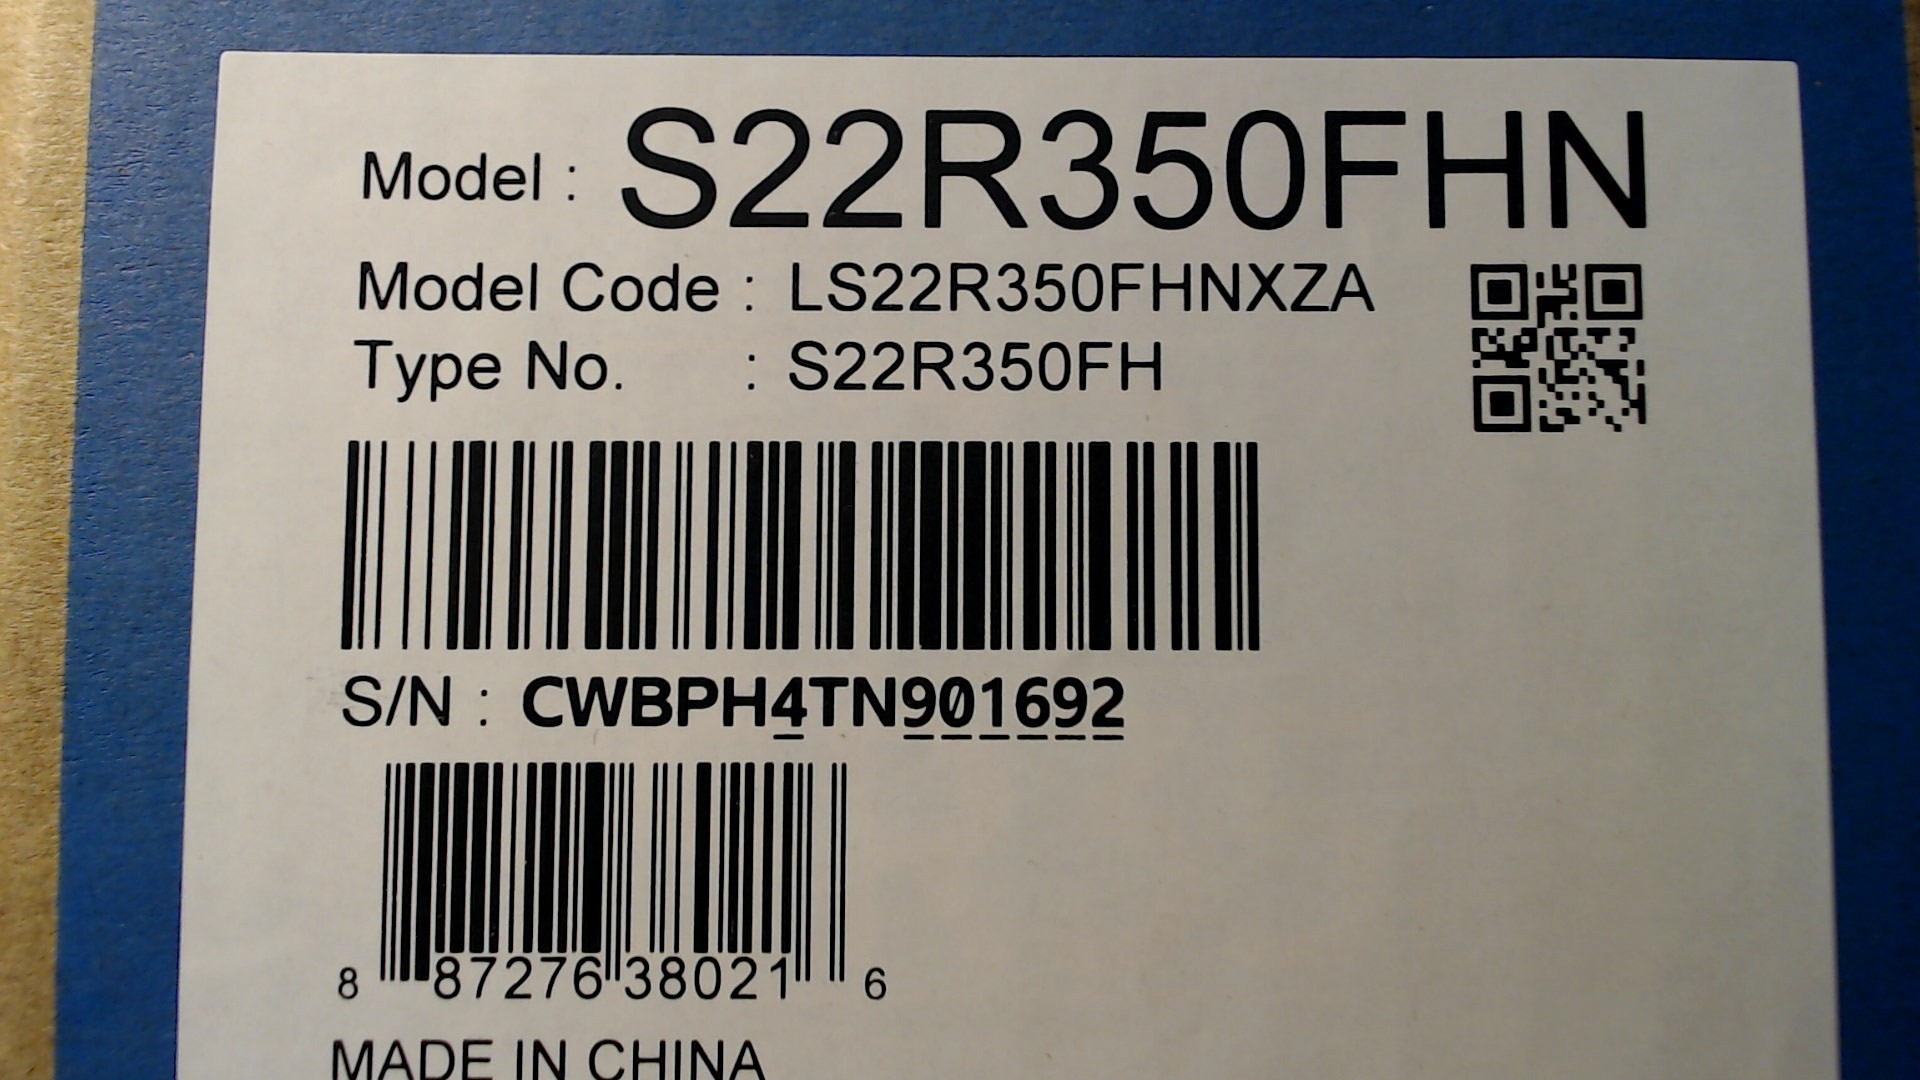 Model : S22R350FHN
Model Code : LS22R350FHNXZA
Type No. : S22R350FH
S/N : CWBPH4TN901692
8 87276 38021 6
MADE IN CHINA